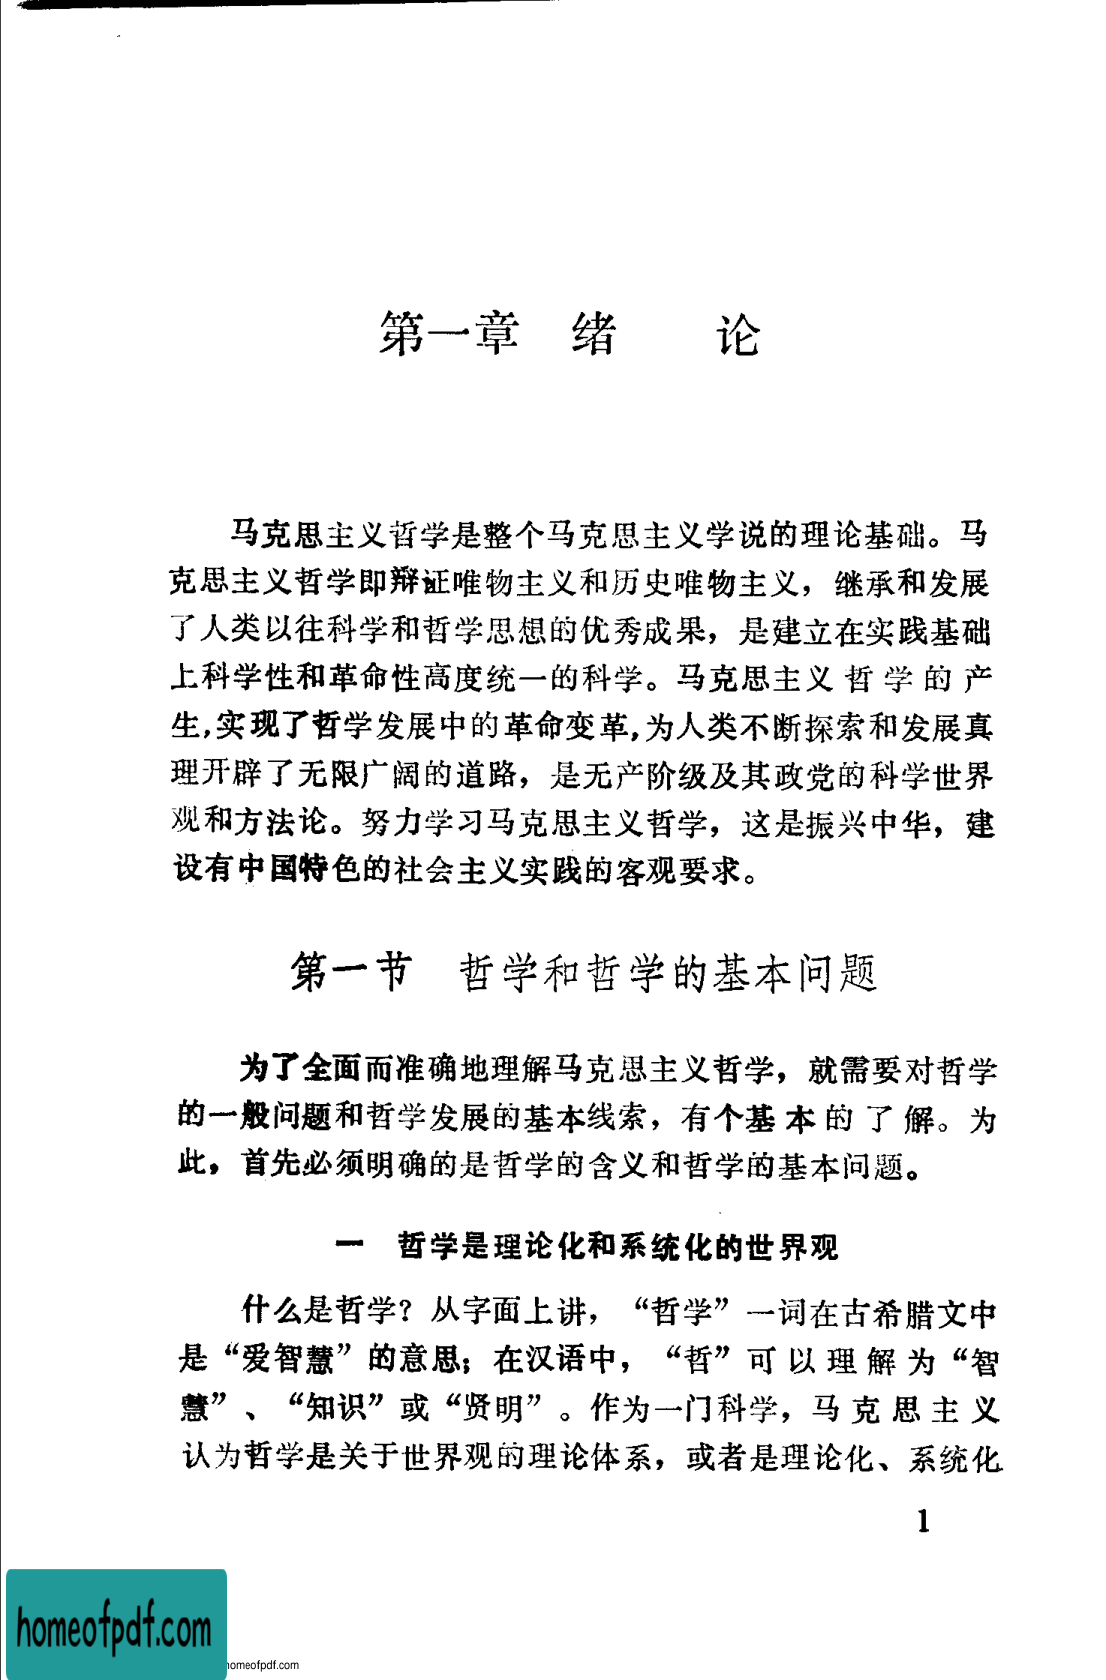 第一章 绪 论
马克思主义哲学是整个马克思主义学说的理论基础。马
克思主义哲学即辩证唯物主义和历史唯物主义，继承和发展
了人类以往科学和哲学思想的优秀成果，是建立在实践基础
上科学性和革命性高度统一的科学。马克思主义哲学的产
生,实现了哲学发展中的革命变革,为人类不断探索和发展真
理开辟了无限广阔的道路，是无产阶级及其政党的科学世界
观和方法论。努力学习马克思主义哲学，这是振兴中华，建
设有中国特色的社会主义实践的客观要求。
第一节 哲学和哲学的基本问题
为了全面而准确地理解马克思主义哲学，就需要对哲学
的一般问题和哲学发展的基本线索，有个基本的了解。为
此，首先必须明确的是哲学的含义和哲学的基本问题。
一 哲学是理论化和系统化的世界观
什么是哲学？从字面上讲，“哲学”一词在古希腊文中
是“爱智慧”的意思；在汉语中，“哲”可以理解为“智
慧”、“知识”或“贤明”。作为一门科学，马克思主义
认为哲学是关于世界观的理论体系，或者是理论化、系统化
1
homeofpdf.com
homeofpdf.com